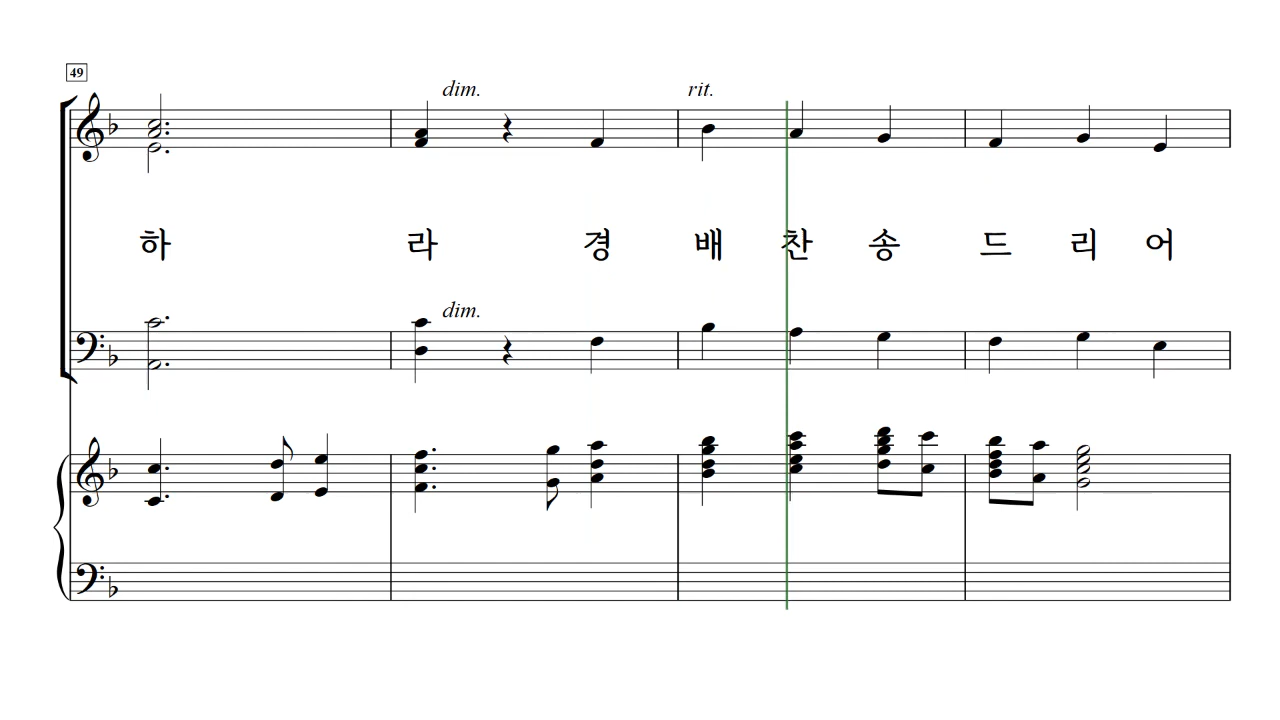 49
dim.
rit.
하 라 경 배 찬 송 드 리 어
dim.